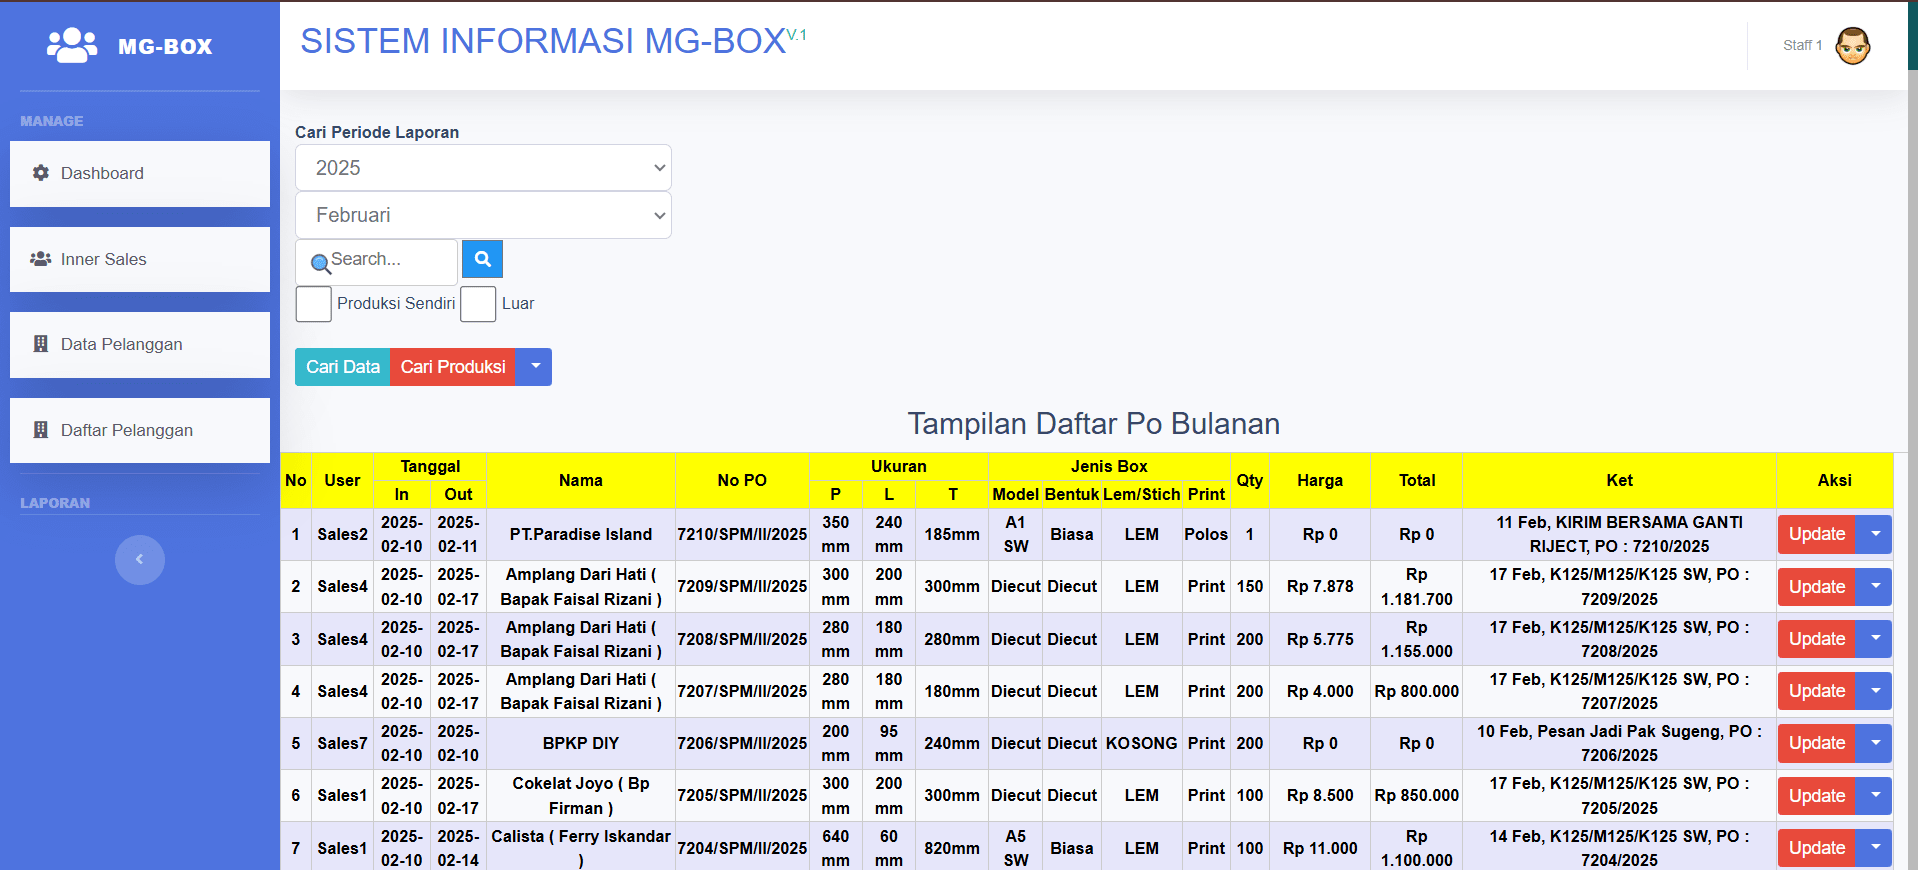 MG-BOX
SISTEM INFORMASI MG-BOX V.1
Staff 1
MANAGE
Dashboard
Inner Sales
Data Pelanggan
Daftar Pelanggan
LAPORAN
Cari Periode Laporan
2025
Februari
Search...
Produksi Sendiri Luar
Cari Data Cari Produksi
Tampilan Daftar Po Bulanan
No User Tanggal Nama No PO Ukuran Jenis Box Qty Harga Total Ket Aksi
In Out P L T Model Bentuk Lem/Stich Print
1 Sales2 2025-02-10 2025-02-11 PT.Paradise Island 7210/SPM/II/2025 350 mm 240 mm 185mm A1 SW Biasa LEM Polos 1 Rp 0 Rp 0 11 Feb, KIRIM BERSAMA GANTI RIJECT, PO : 7210/2025 Update
2 Sales4 2025-02-10 2025-02-17 Amplang Dari Hati ( Bapak Faisal Rizani ) 7209/SPM/II/2025 300 mm 200 mm 300mm Diecut Diecut LEM Print 150 Rp 7.878 Rp 1.181.700 17 Feb, K125/M125/K125 SW, PO : 7209/2025 Update
3 Sales4 2025-02-10 2025-02-17 Amplang Dari Hati ( Bapak Faisal Rizani ) 7208/SPM/II/2025 280 mm 180 mm 280mm Diecut Diecut LEM Print 200 Rp 5.775 Rp 1.155.000 17 Feb, K125/M125/K125 SW, PO : 7208/2025 Update
4 Sales4 2025-02-10 2025-02-17 Amplang Dari Hati ( Bapak Faisal Rizani ) 7207/SPM/II/2025 280 mm 180 mm 180mm Diecut Diecut LEM Print 200 Rp 4.000 Rp 800.000 17 Feb, K125/M125/K125 SW, PO : 7207/2025 Update
5 Sales7 2025-02-10 2025-02-10 BPKP DIY 7206/SPM/II/2025 200 mm 95 mm 240mm Diecut Diecut KOSONG Print 200 Rp 0 Rp 0 10 Feb, Pesan Jadi Pak Sugeng, PO : 7206/2025 Update
6 Sales1 2025-02-10 2025-02-17 Cokelat Joyo ( Bp Firman ) 7205/SPM/II/2025 300 mm 200 mm 300mm Diecut Diecut LEM Print 100 Rp 8.500 Rp 850.000 17 Feb, K125/M125/K125 SW, PO : 7205/2025 Update
7 Sales1 2025-02-10 2025-02-14 Calista ( Ferry Iskandar ) 7204/SPM/II/2025 640 mm 60 mm 820mm A5 SW Biasa LEM Print 100 Rp 11.000 Rp 1.100.000 14 Feb, K125/M125/K125 SW, PO : 7204/2025 Update